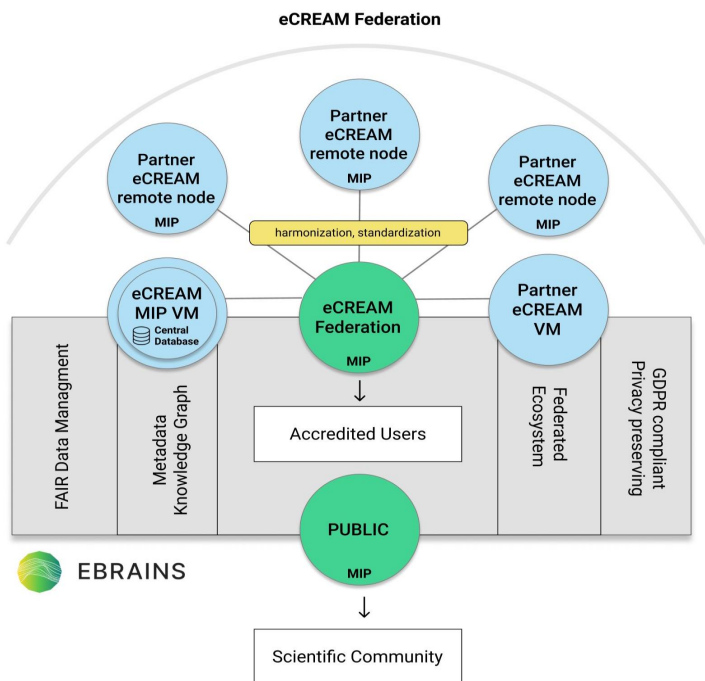 eCREAM Federation
Partner
eCREAM
remote node
MIP
Partner
eCREAM
remote node
MIP
Partner
eCREAM
remote node
MIP
harmonization, standardization
eCREAM
MIP VM
Central
Database
eCREAM
Federation
MIP
Partner
eCREAM
VM
FAIR Data Managment
Metadata
Knowledge Graph
Accredited Users
Federated
Ecosystem
GDPR compliant
Privacy preserving
PUBLIC
MIP
EBRAINS
Scientific Community